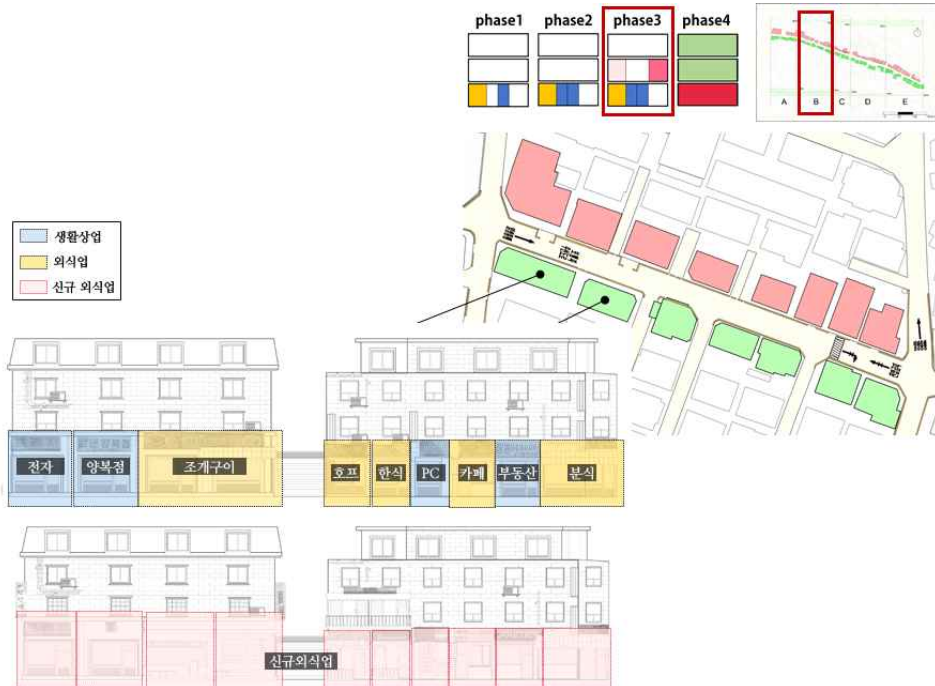 phase1 phase2 phase3 phase4
A B C D E
생활상업
외식업
신규 외식업
전자 양복점 조개구이 호프 한식 PC 카페 부동산 분식
신규외식업